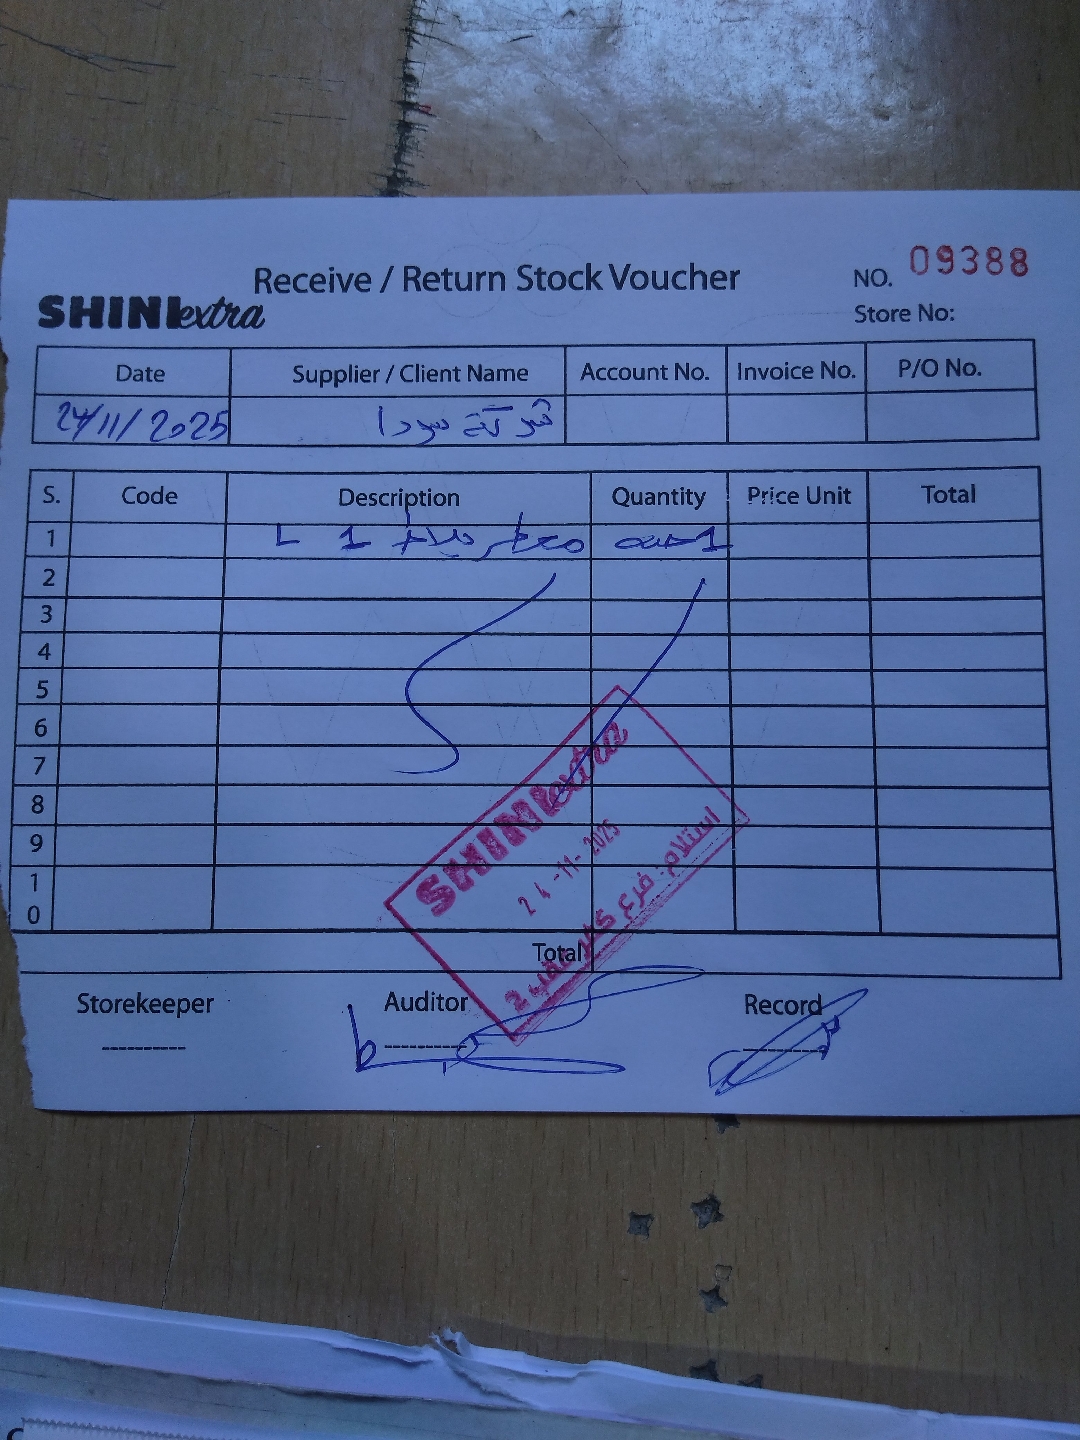 Receive / Return Stock Voucher
NO. 09388
SHINIextra
Store No:
Date Supplier / Client Name Account No. Invoice No. P/O No.
24/11/2025 شركة سودا
S. Code Description Quantity Price Unit Total
1 معطر 1 L
2
3
4
5
6
7
8
9
10
SHINIextra
24-11-2025
استلام فرع
Total
Storekeeper Auditor Record